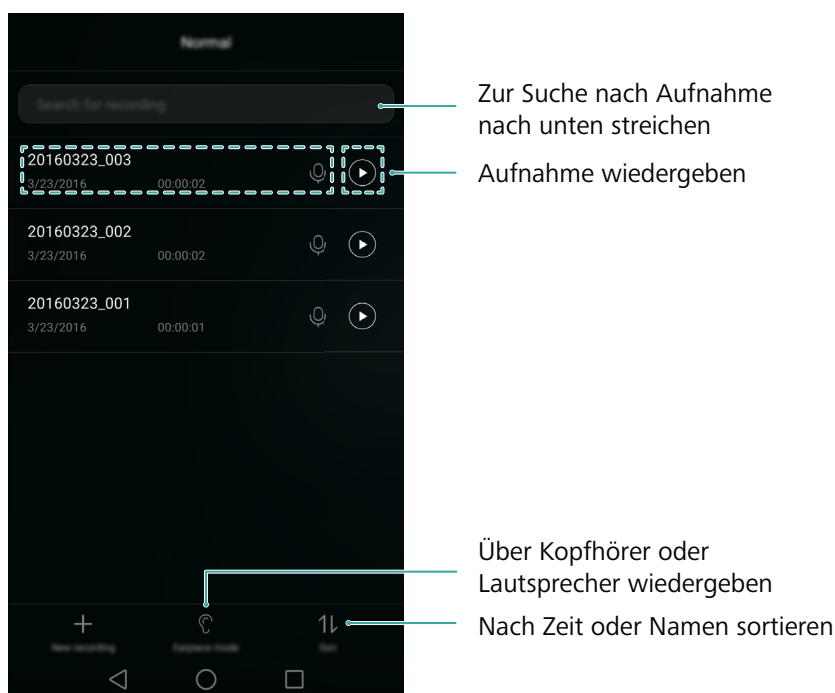 Normal
Search for recording
Zur Suche nach Aufnahme
nach unten streichen
20160323_003
3/23/2016 00:00:02
Aufnahme wiedergeben
20160323_002
3/23/2016 00:00:02
20160323_001
3/23/2016 00:00:01
Über Kopfhörer oder
Lautsprecher wiedergeben
Nach Zeit oder Namen sortieren
New recording
Earpiece mode
Sort